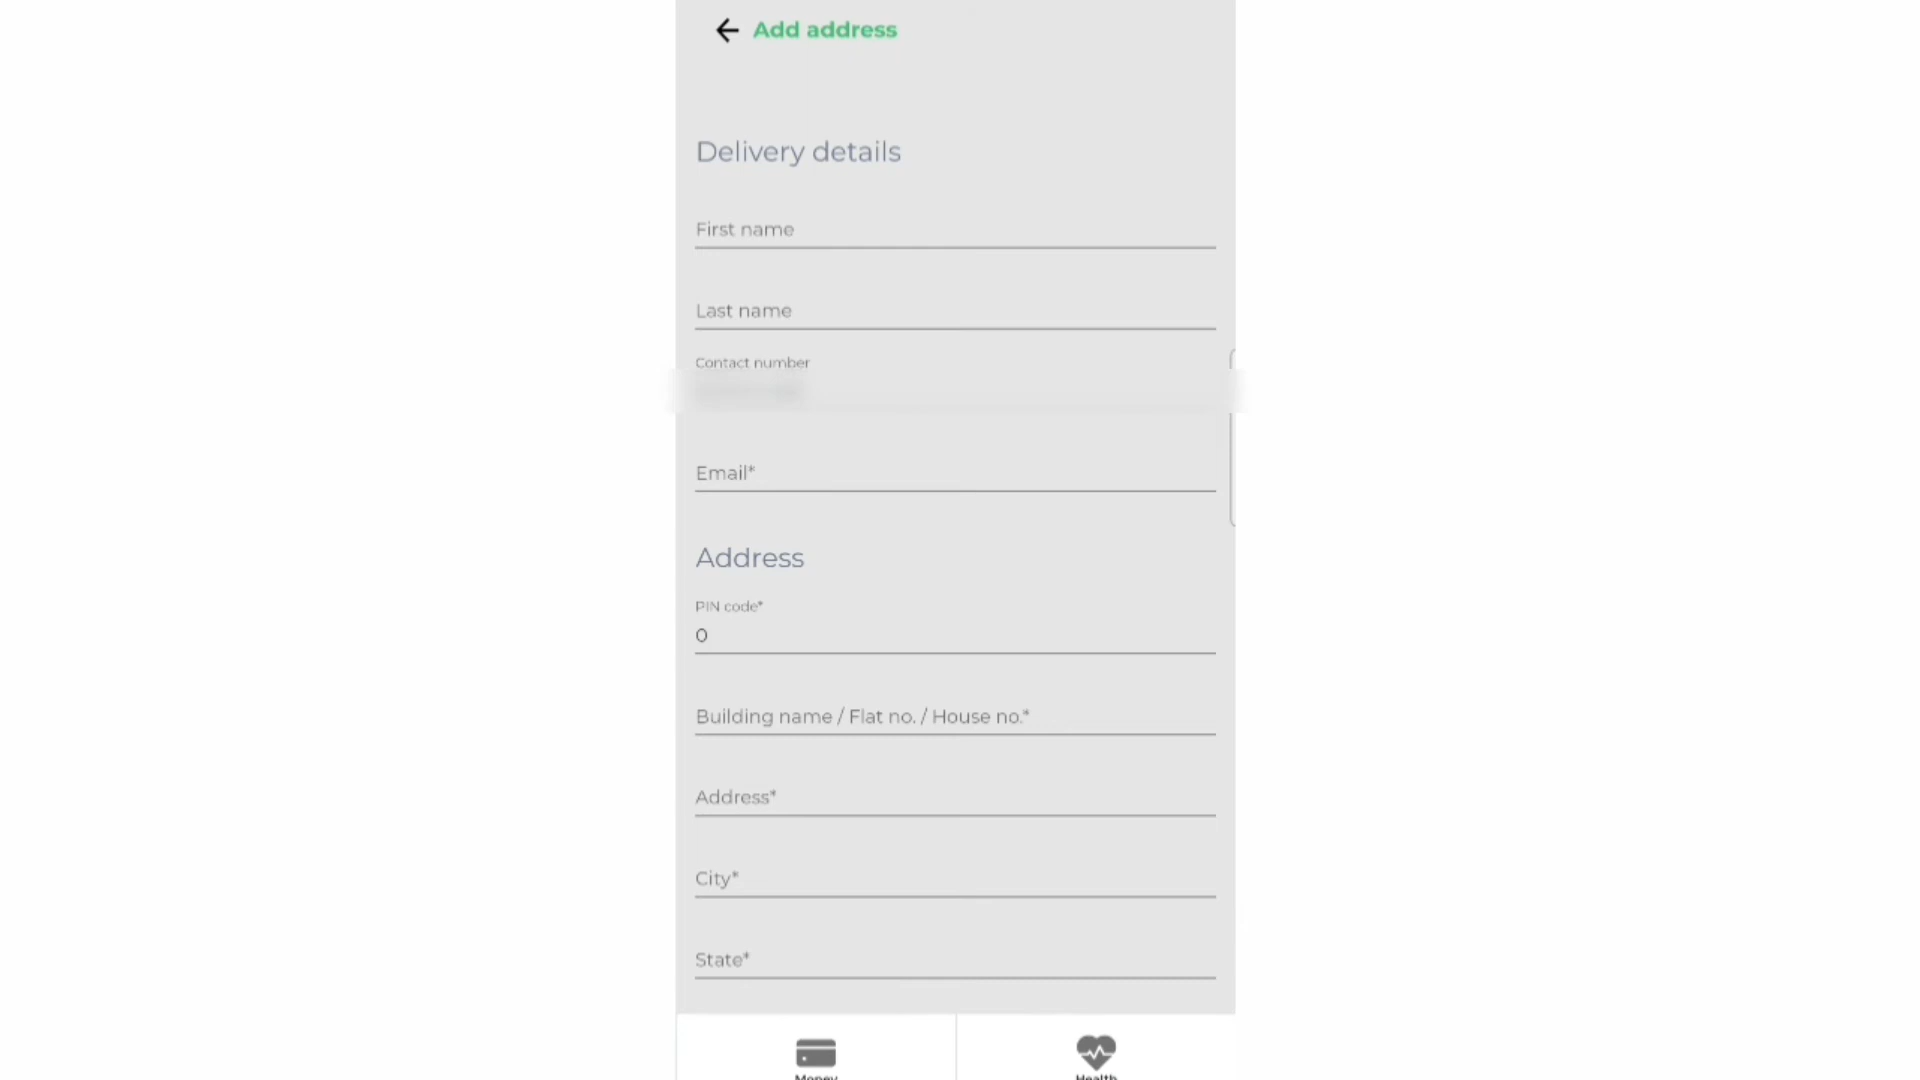 Add address
Delivery details
First name
Last name
Contact number
Email*
Address
PIN code*
0
Building name / Flat no. / House no.*
Address*
City*
State*
Money
Health